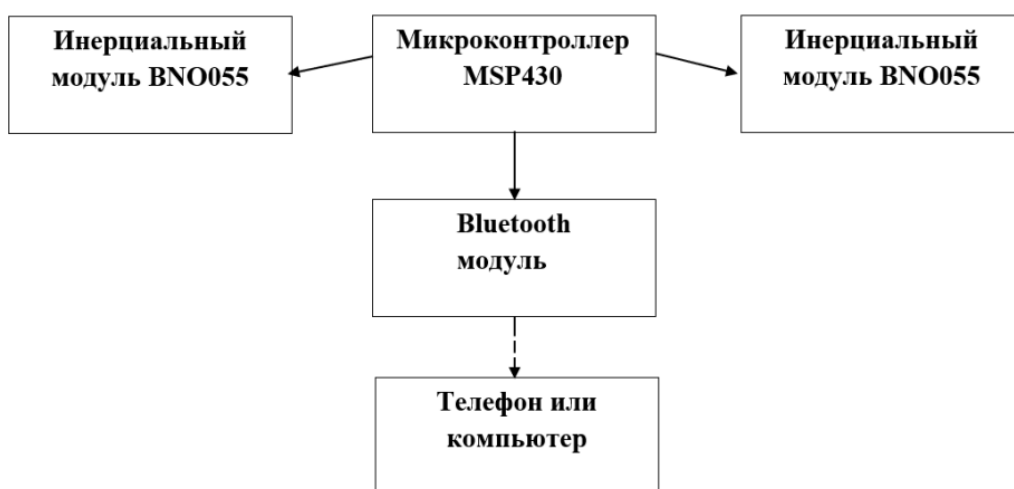 Инерциальный
модуль BNO055
Микроконтроллер
MSP430
Инерциальный
модуль BNO055
Bluetooth
модуль
Телефон или
компьютер